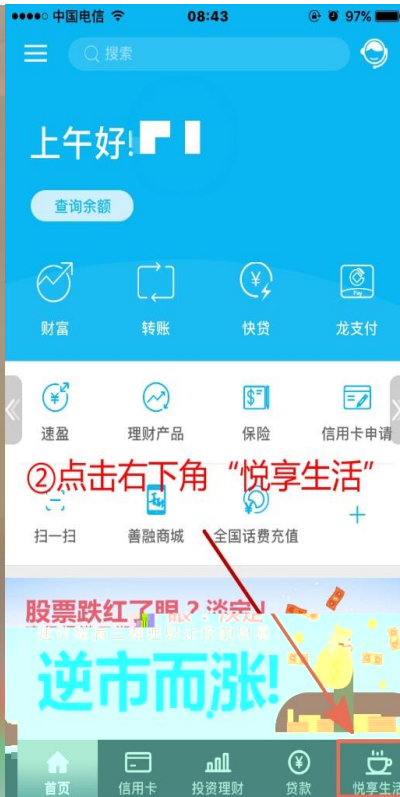 中国电信 08:43 97%
搜索
上午好!
查询余额
财富 转账 快贷 龙支付
速盈 理财产品 保险 信用卡申请
②点击右下角“悦享生活”
扫一扫 善融商城 全国话费充值
股票跌红了眼?淡定!
逆市而涨!
首页 信用卡 投资理财 贷款 悦享生活